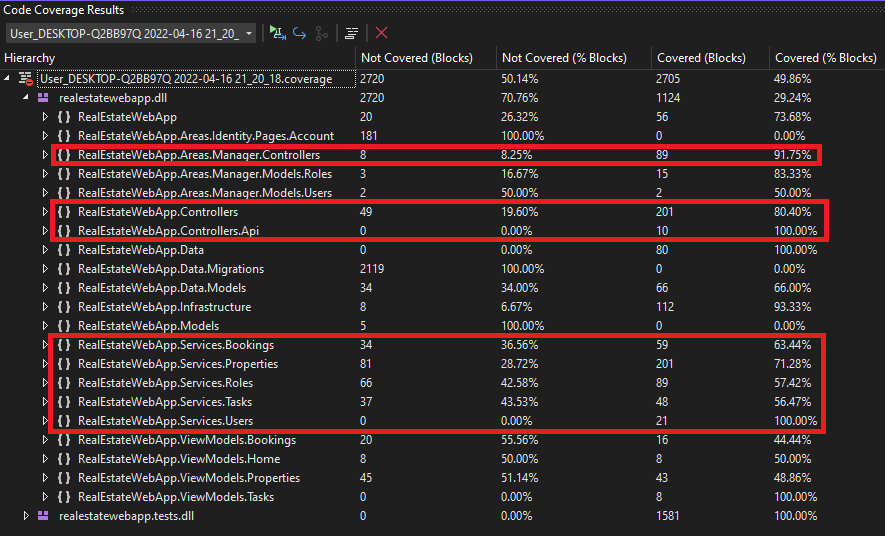 Code Coverage Results
User_DESKTOP-Q2BB97Q 2022-04-16 21_20_
Hierarchy Not Covered (Blocks) Not Covered (% Blocks) Covered (Blocks) Covered (% Blocks)
User_DESKTOP-Q2BB97Q 2022-04-16 21_20_18.coverage 2720 50.14% 2705 49.86%
realestatewebapp.dll 2720 70.76% 1124 29.24%
{ } RealEstateWebApp 20 26.32% 56 73.68%
{ } RealEstateWebApp.Areas.Identity.Pages.Account 181 100.00% 0 0.00%
{ } RealEstateWebApp.Areas.Manager.Controllers 8 8.25% 89 91.75%
{ } RealEstateWebApp.Areas.Manager.Models.Roles 3 16.67% 15 83.33%
{ } RealEstateWebApp.Areas.Manager.Models.Users 2 50.00% 2 50.00%
{ } RealEstateWebApp.Controllers 49 19.60% 201 80.40%
{ } RealEstateWebApp.Controllers.Api 0 0.00% 10 100.00%
{ } RealEstateWebApp.Data 0 0.00% 80 100.00%
{ } RealEstateWebApp.Data.Migrations 2119 100.00% 0 0.00%
{ } RealEstateWebApp.Data.Models 34 34.00% 66 66.00%
{ } RealEstateWebApp.Infrastructure 8 6.67% 112 93.33%
{ } RealEstateWebApp.Models 5 100.00% 0 0.00%
{ } RealEstateWebApp.Services.Bookings 34 36.56% 59 63.44%
{ } RealEstateWebApp.Services.Properties 81 28.72% 201 71.28%
{ } RealEstateWebApp.Services.Roles 66 42.58% 89 57.42%
{ } RealEstateWebApp.Services.Tasks 37 43.53% 48 56.47%
{ } RealEstateWebApp.Services.Users 0 0.00% 21 100.00%
{ } RealEstateWebApp.ViewModels.Bookings 20 55.56% 16 44.44%
{ } RealEstateWebApp.ViewModels.Home 8 50.00% 8 50.00%
{ } RealEstateWebApp.ViewModels.Properties 45 51.14% 43 48.86%
{ } RealEstateWebApp.ViewModels.Tasks 0 0.00% 8 100.00%
realestatewebapp.tests.dll 0 0.00% 1581 100.00%